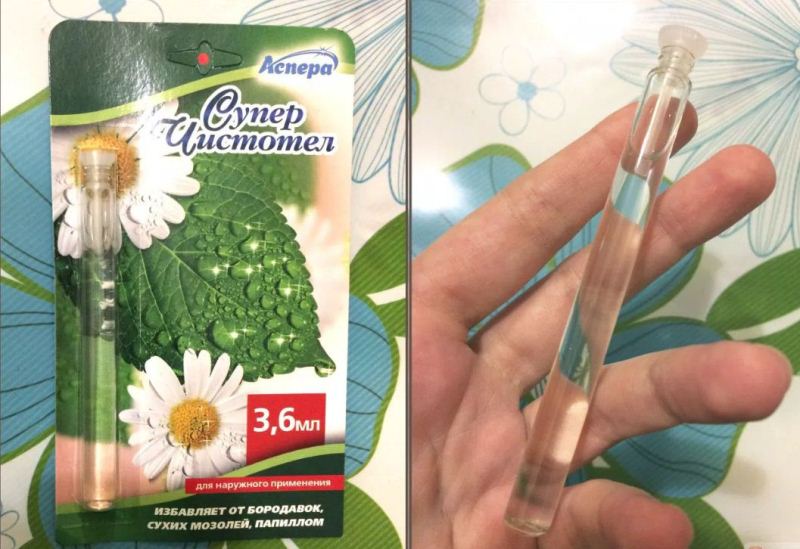 Аспера
Супер
Чистотел
3,6мл
для наружного применения
ИЗБАВЛЯЕТ ОТ БОРОДАВОК,
СУХИХ МОЗОЛЕЙ, ПАПИЛЛОМ